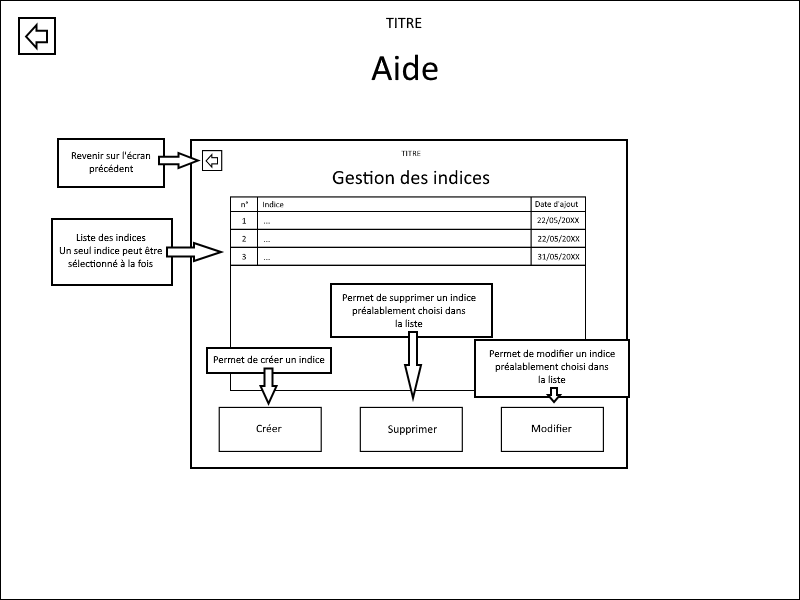 TITRE
Aide
Revenir sur l'écran
précédent
TITRE
Gestion des indices
n° Indice Date d'ajout
1 ... 22/05/20XX
2 ... 22/05/20XX
3 ... 31/05/20XX
Liste des indices
Un seul indice peut être
sélectionné à la fois
Permet de supprimer un indice
préalablement choisi dans
la liste
Permet de créer un indice
Permet de modifier un indice
préalablement choisi dans
la liste
Créer
Supprimer
Modifier